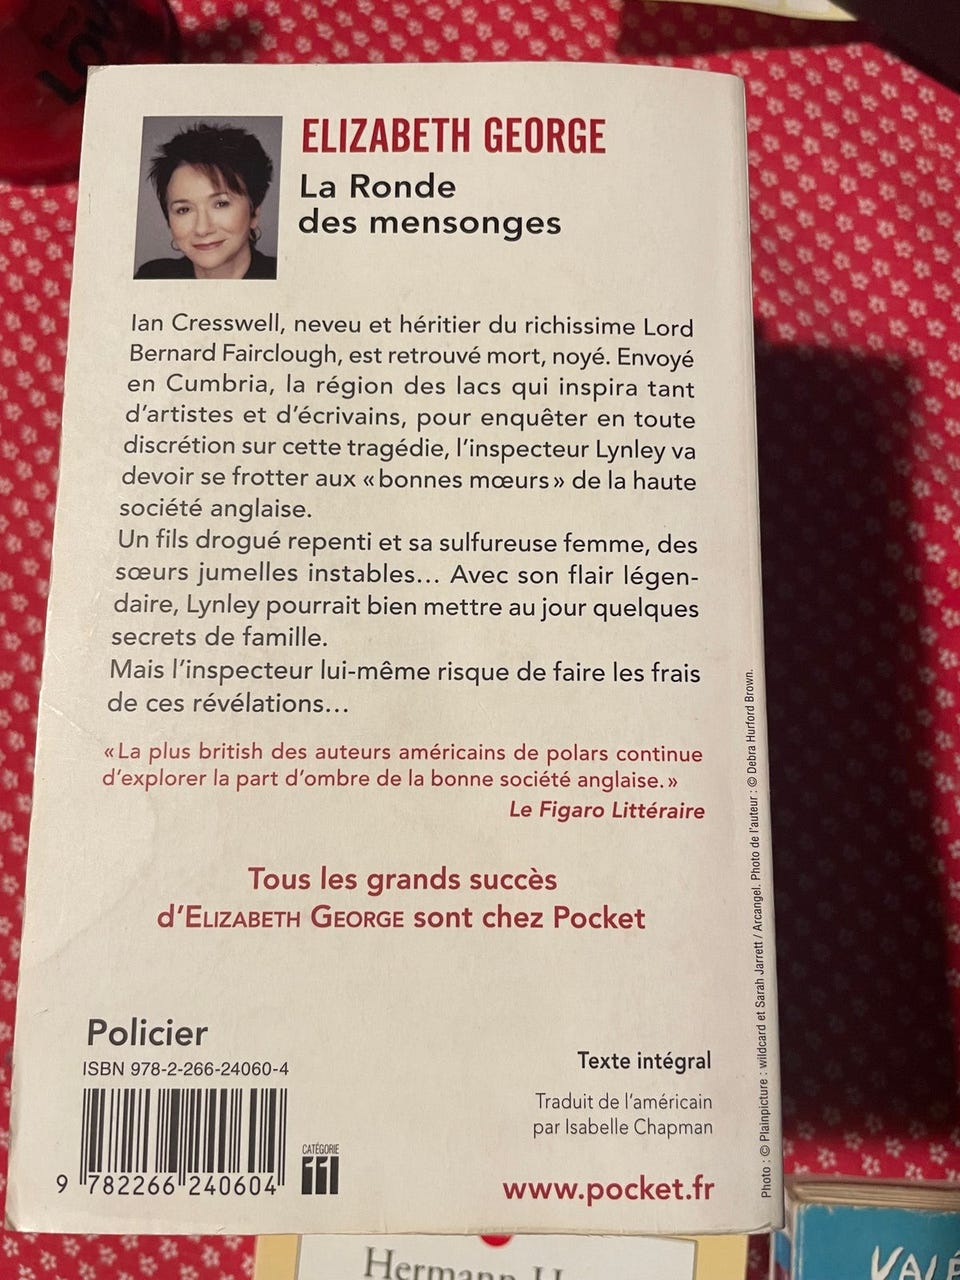 LOV
ELIZABETH GEORGE
La Ronde
des mensonges
Ian Cresswell, neveu et héritier du richissime Lord
Bernard Fairclough, est retrouvé mort, noyé. Envoyé
en Cumbria, la région des lacs qui inspira tant
d'artistes et d'écrivains, pour enquêter en toute
discrétion sur cette tragédie, l'inspecteur Lynley va
devoir se frotter aux « bonnes mœurs » de la haute
société anglaise.
Un fils drogué repenti et sa sulfureuse femme, des
sœurs jumelles instables… Avec son flair légen-
daire, Lynley pourrait bien mettre au jour quelques
secrets de famille.
Mais l'inspecteur lui-même risque de faire les frais
de ces révélations…
« La plus british des auteurs américains de polars continue
d'explorer la part d'ombre de la bonne société anglaise. »
Le Figaro Littéraire
Tous les grands succès
d'ELIZABETH GEORGE sont chez Pocket
Policier
ISBN 978-2-266-24060-4
9 782266 240604
CATÉGORIE
Texte intégral
Traduit de l'américain
par Isabelle Chapman
www.pocket.fr
Photo : © Plainpicture : wildcard et Sarah Jarrett / Arcangel. Photo de l'auteur : © Debra Hurford Brown.
Hermann H
VALÉ